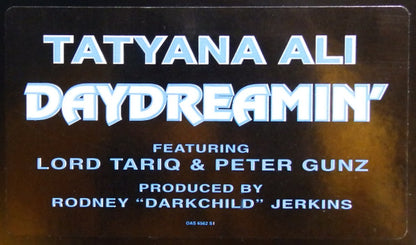 TATYANA ALI
DAYDREAMIN'
FEATURING
LORD TARIQ & PETER GUNZ
PRODUCED BY
RODNEY "DARKCHILD" JERKINS